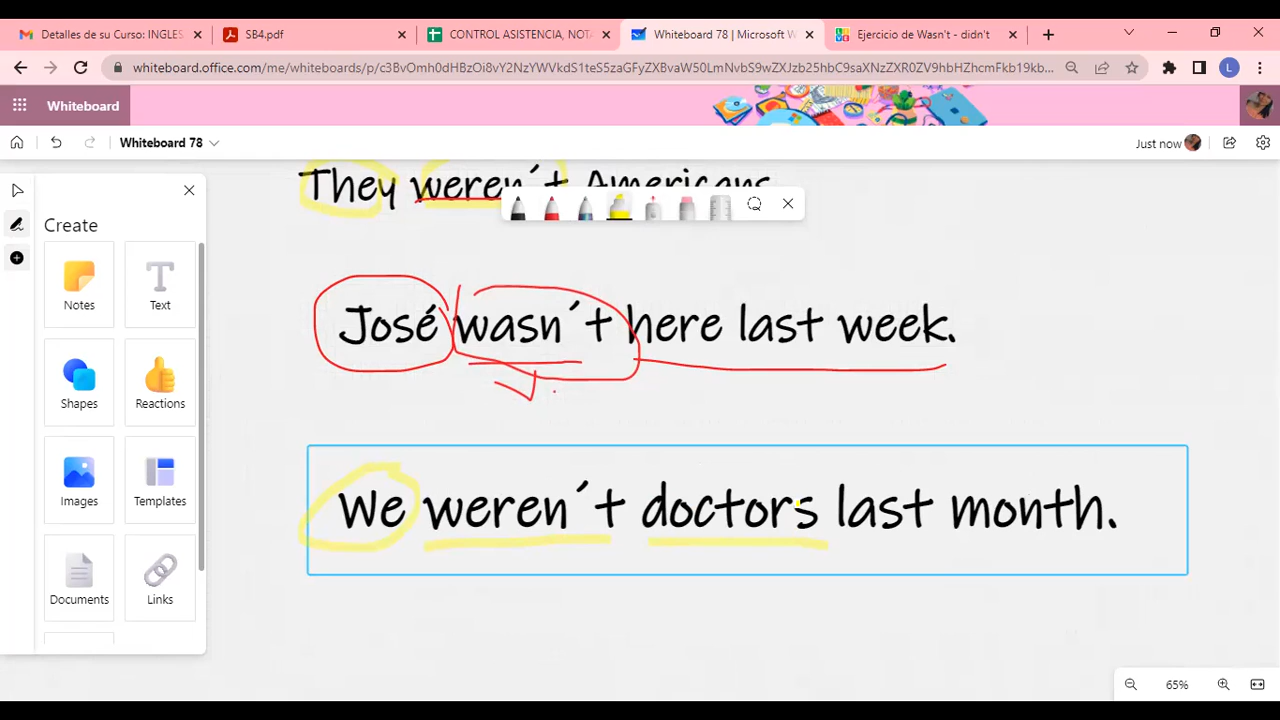 Detalles de su Curso: INGLES
SB4.pdf
CONTROL ASISTENCIA, NOTA
Whiteboard 78 | Microsoft W
Ejercicio de Wasn't - didn't
Whiteboard
Whiteboard 78
Just now
Create
Notes
Text
Shapes
Reactions
Images
Templates
Documents
Links
They weren´t Americans
José wasn´t here last week.
We weren´t doctors last month.
65%
L